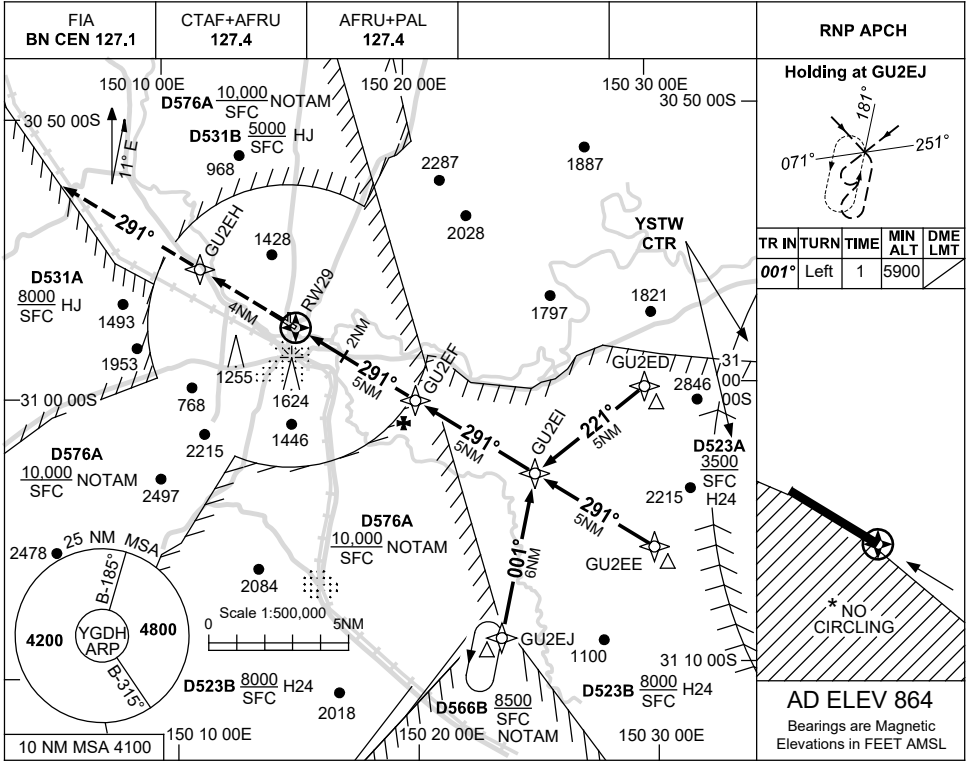 FIA
BN CEN 127.1
CTAF+AFRU
127.4
AFRU+PAL
127.4
RNP APCH
150 10 00E
150 20 00E
150 30 00E
30 50 00S
30 50 00S
11° E
D576A 10,000 NOTAM
SFC
D531B 5000 HJ
SFC
968
2287
2028
1887
YSTW
CTR
291°
GU2EH
1428
RW29
4NM
2NM
D531A
8000 HJ
SFC
1493
1953
1255
1624
768
2215
1446
291°
5NM
GU2EF
1797
1821
GU2ED
2846
31
00
00S
31 00 00S
D576A
10,000 NOTAM
SFC
2497
2478
291°
5NM
GU2EI
221°
5NM
D523A
3500
SFC
H24
2215
291°
5NM
GU2EE
D576A
10,000 NOTAM
SFC
2084
001°
6NM
GU2EJ
1100
31 10 00S
25 NM MSA
B-185°
B-315°
4200
4800
YGDH
ARP
Scale 1:500,000
0
5NM
D523B 8000 H24
SFC
2018
D566B 8500
SFC
NOTAM
D523B 8000 H24
SFC
10 NM MSA 4100
150 10 00E
150 20 00E
150 30 00E
Holding at GU2EJ
181°
071°
251°
TR IN TURN TIME MIN ALT DME LMT
001° Left 1 5900
* NO
CIRCLING
AD ELEV 864
Bearings are Magnetic
Elevations in FEET AMSL